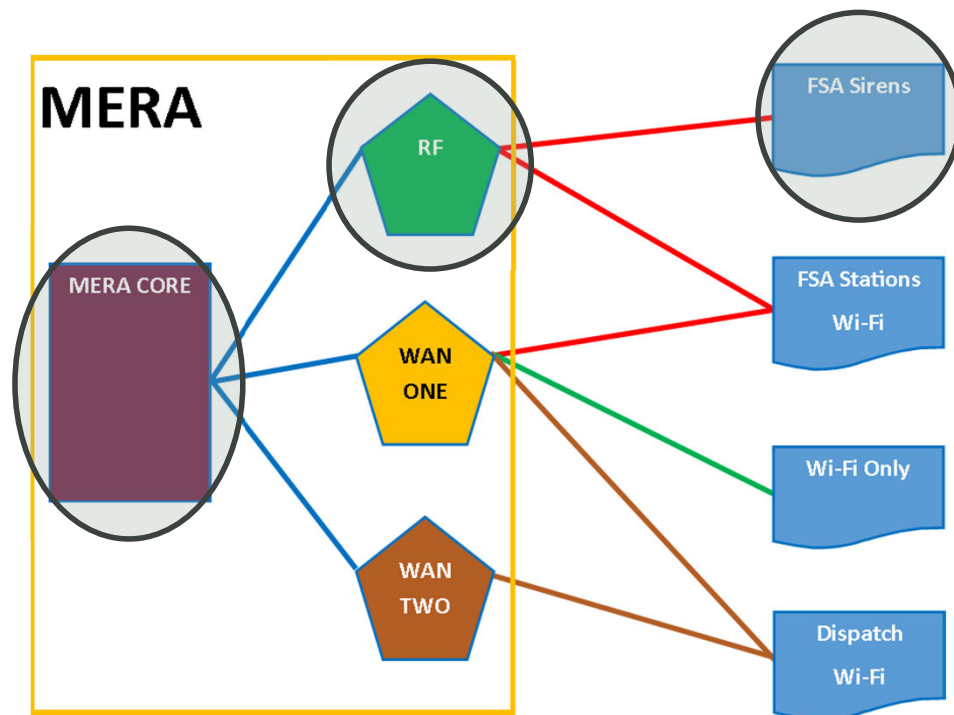 MERA
MERA CORE
RF
WAN
ONE
WAN
TWO
FSA Sirens
FSA Stations
Wi-Fi
Wi-Fi Only
Dispatch
Wi-Fi